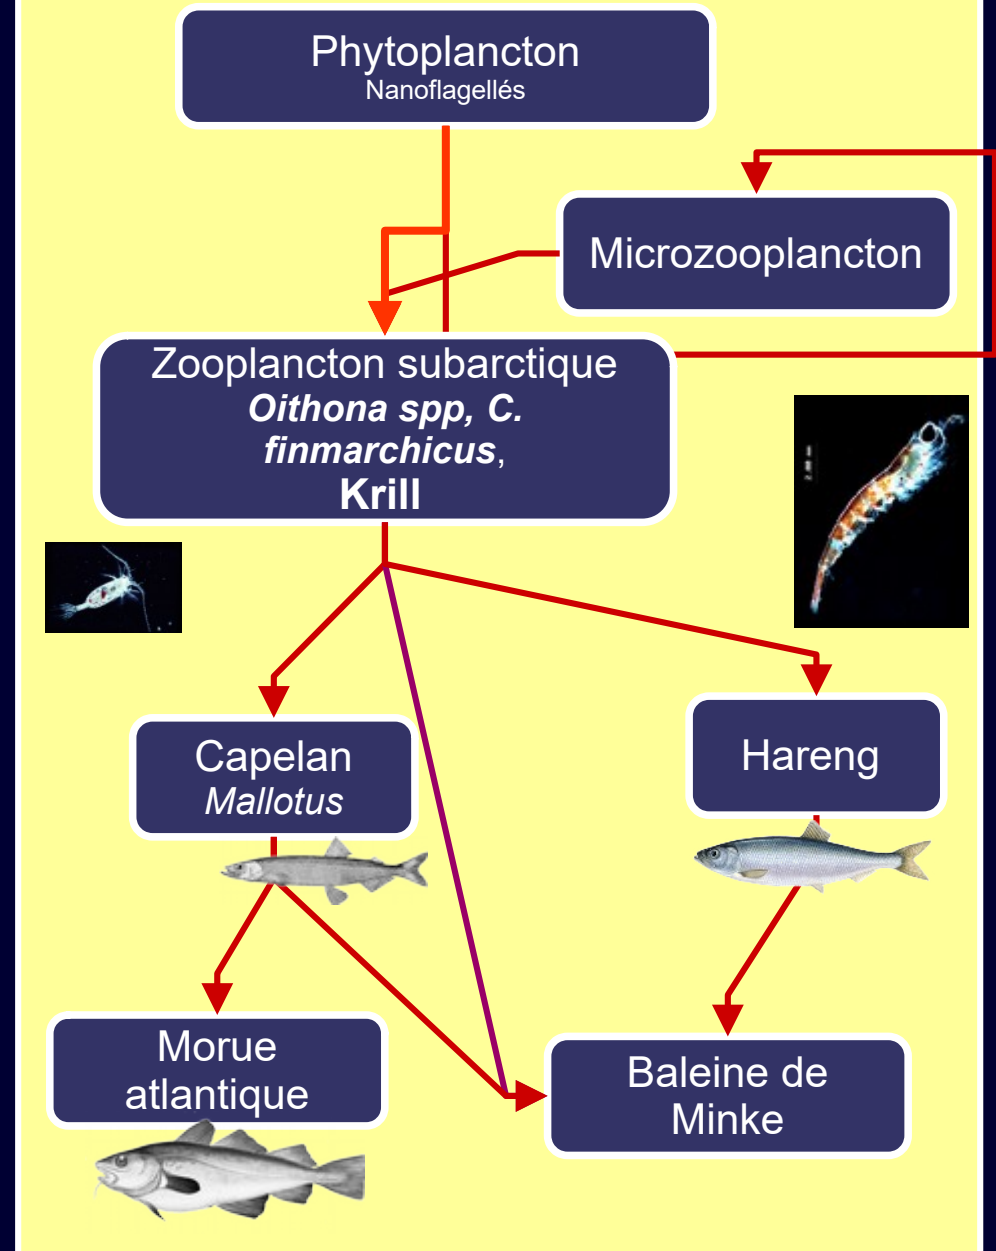 Phytoplancton
Nanoflagellés
Microzooplancton
Zooplancton subarctique
Oithona spp, C.
finmarchicus,
Krill
Capelan
Mallotus
Hareng
Morue
atlantique
Baleine de
Minke